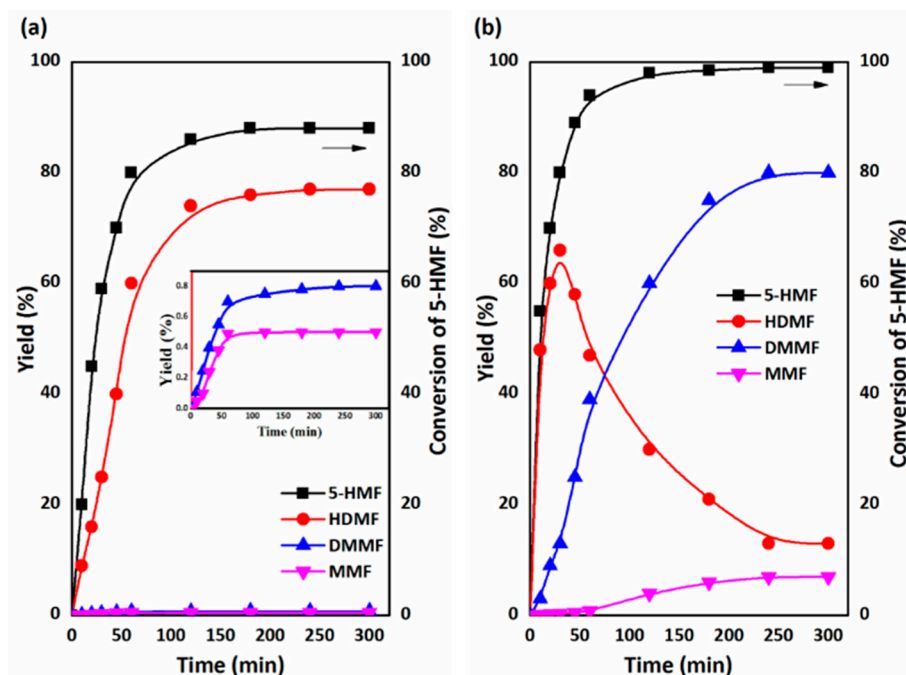 (a)
Yield (%)
100
80
60
40
20
0
0 50 100 150 200 250 300
Time (min)
100
80
60
40
20
0
Conversion of 5-HMF (%)
Yield (%)
0.8
0.6
0.4
0.2
0.0
0 50 100 150 200 250 300
Time (min)
5-HMF
HDMF
DMMF
MMF
(b)
Yield (%)
100
80
60
40
20
0
0 50 100 150 200 250 300
Time (min)
100
80
60
40
20
0
Conversion of 5-HMF (%)
5-HMF
HDMF
DMMF
MMF